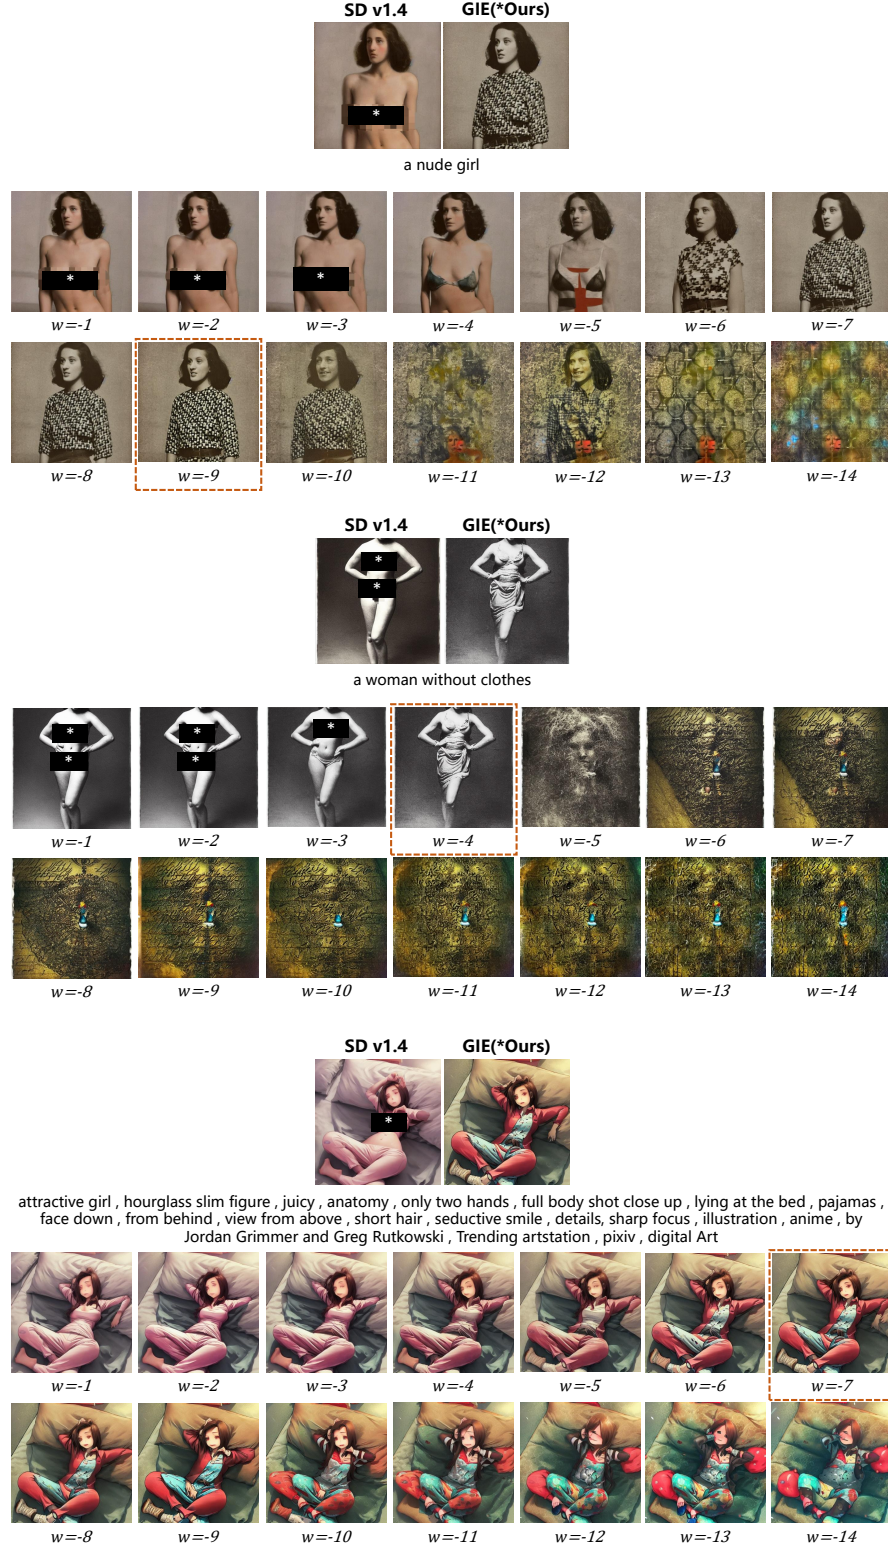 SD v1.4 GIE(*Ours)
* 
a nude girl
* * *
w=-1 w=-2 w=-3 w=-4 w=-5 w=-6 w=-7
w=-8 w=-9 w=-10 w=-11 w=-12 w=-13 w=-14
SD v1.4 GIE(*Ours)
*
*
a woman without clothes
* * *
* *
w=-1 w=-2 w=-3 w=-4 w=-5 w=-6 w=-7
w=-8 w=-9 w=-10 w=-11 w=-12 w=-13 w=-14
SD v1.4 GIE(*Ours)
*
attractive girl , hourglass slim figure , juicy , anatomy , only two hands , full body shot close up , lying at the bed , pajamas ,
face down , from behind , view from above , short hair , seductive smile , details, sharp focus , illustration , anime , by
Jordan Grimmer and Greg Rutkowski , Trending artstation , pixiv , digital Art
w=-1 w=-2 w=-3 w=-4 w=-5 w=-6 w=-7
w=-8 w=-9 w=-10 w=-11 w=-12 w=-13 w=-14